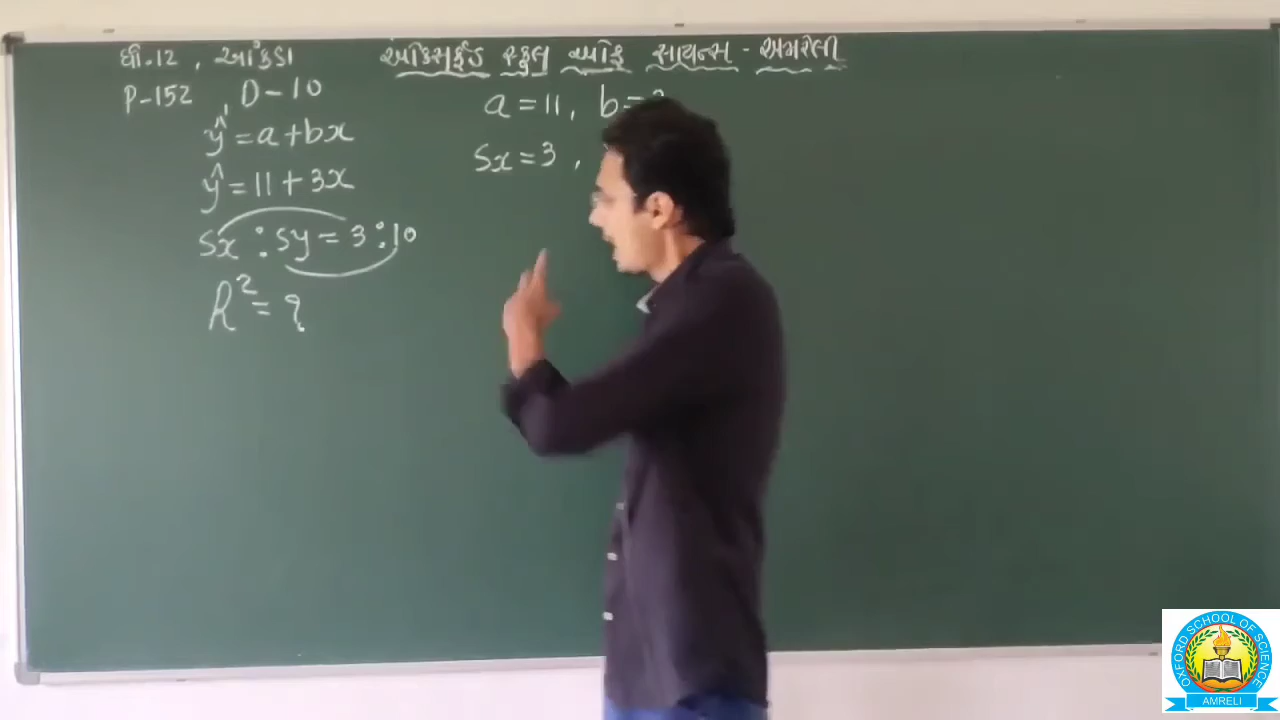 ધો.12 , આંકડા
ઓક્સફર્ડ સ્કુલ ઓફ સાયન્સ - અમરેલી
P-152 , D-10
ŷ = a + bx
ŷ = 11 + 3x
Sx : Sy = 3 : 10
R² = ?
a = 11, b =
Sx = 3 ,
OXFORD SCHOOL OF SCIENCE
AMRELI